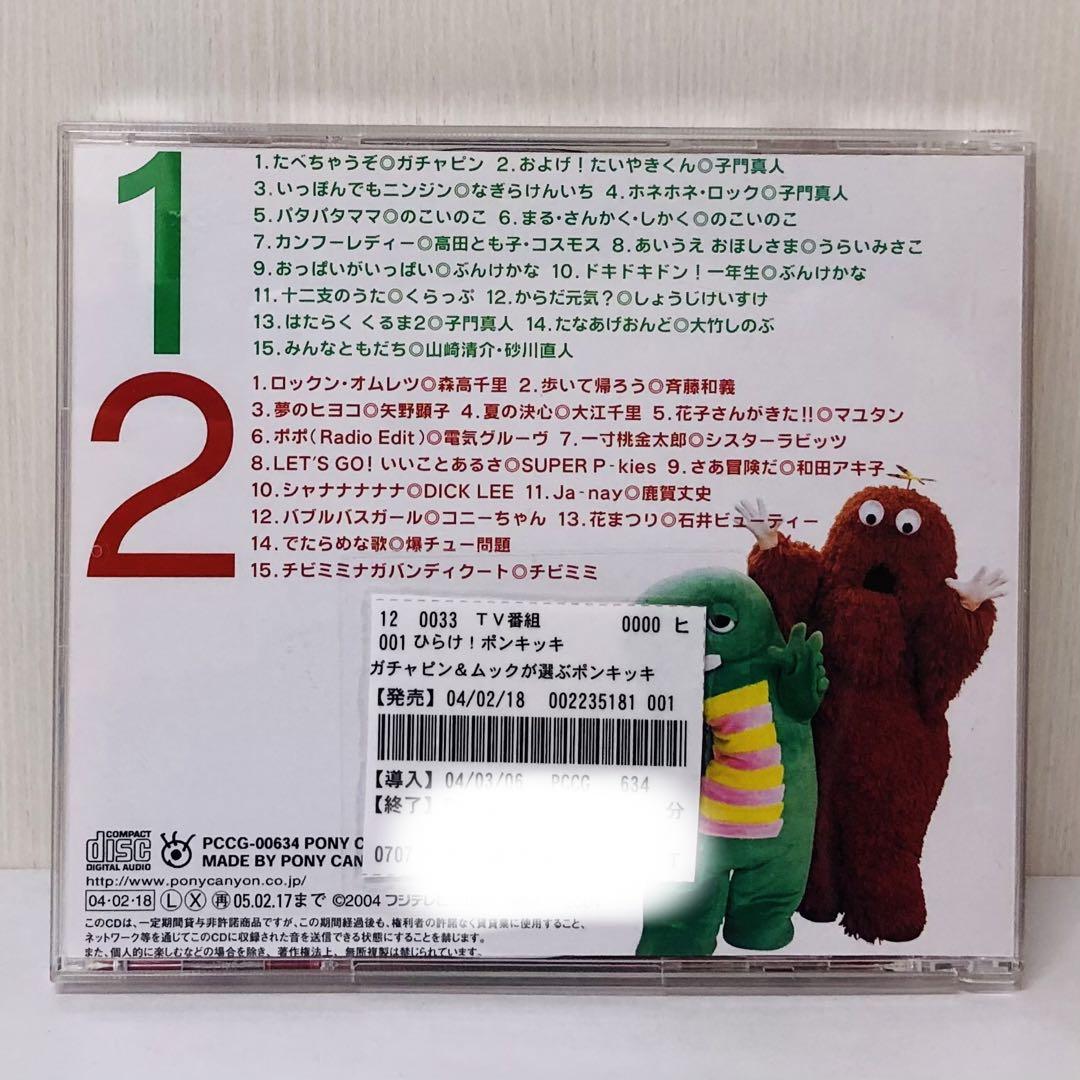 1
1.たべちゃうぞ◎ガチャピン 2.およげ!たいやきくん◎子門真人
3.いっぽんでもニンジン◎なぎらけんいち 4.ホネホネ・ロック◎子門真人
5.パタパタママ◎のこいのこ 6.まる・さんかく・しかく◎のこいのこ
7.カンフーレディー◎高田とも子・コスモス 8.あいうえ おほしさま◎うらいみさこ
9.おっぱいがいっぱい◎ぶんけかな 10.ドキドキドン!一年生◎ぶんけかな
11.十二支のうた◎くらっぷ 12.からだ元気?◎しょうじけいすけ
13.はたらく くるま2◎子門真人 14.たなあげおんど◎大竹しのぶ
15.みんなともだち◎山崎清介・砂川直人
2
1.ロックン・オムレツ◎森高千里 2.歩いて帰ろう◎斉藤和義
3.夢のヒヨコ◎矢野顕子 4.夏の決心◎大江千里 5.花子さんがきた!!◎マユタン
6.ポポ(Radio Edit)◎電気グルーヴ 7.一寸桃金太郎◎シスターラビッツ
8.LET'S GO! いいことあるさ◎SUPER P-kies 9.さあ冒険だ◎和田アキ子
10.シャナナナナナ◎DICK LEE 11.Ja-nay◎鹿賀丈史
12.バブルバスガール◎コニーちゃん 13.花まつり◎石井ビューティー
14.でたらめな歌◎爆チュー問題
15.チビミミナガバンディクート◎チビミミ
12 0033 TV番組 0000 ヒ
001 ひらけ!ポンキッキ
ガチャピン&ムックが選ぶポンキッキ
【発売】04/02/18 002235181 001
【導入】04/03/06 PCCG 634
【終了】 分
0707 T
COMPACT disc DIGITAL AUDIO
PCCG-00634 PONY C
MADE BY PONY CAN
http://www.ponycanyon.co.jp/
04・02・18 L X 再 05.02.17まで ©2004 フジテレビ
このCDは、一定期間貸与非許諾商品ですが、この期間経過後も、権利者の許諾なく賃貸業に使用すること、
ネットワーク等を通じてこのCDに収録された音を送信できる状態にすることを禁じます。
また、個人的に楽しむなどの場合を除き、著作権法上、無断複製は禁じられています。